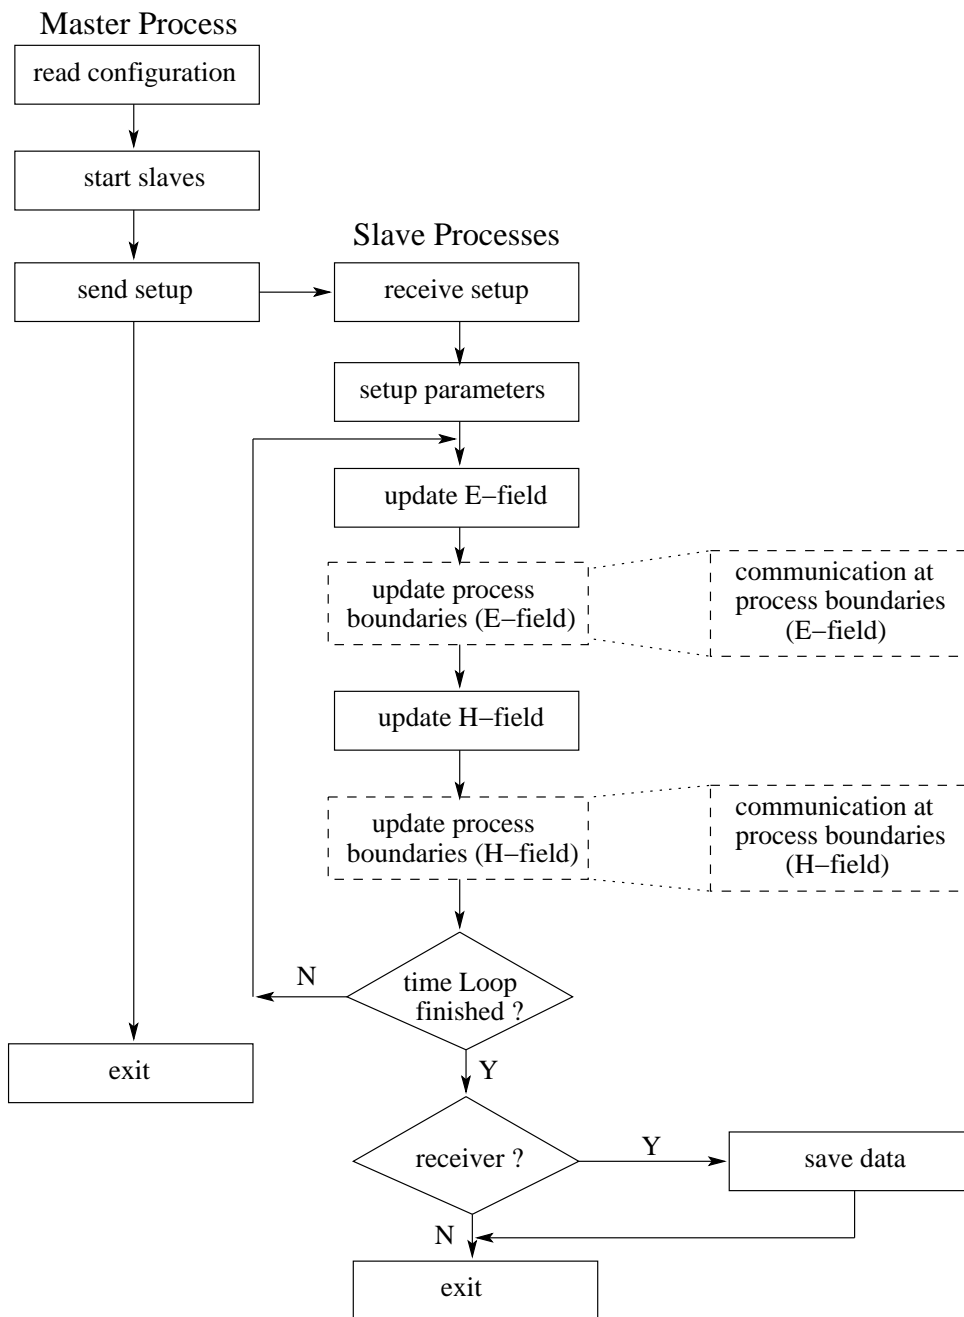 Master Process
read configuration
start slaves
Slave Processes
send setup
receive setup
setup parameters
update E−field
update process
boundaries (E−field)
communication at
process boundaries
(E−field)
update H−field
update process
boundaries (H−field)
communication at
process boundaries
(H−field)
N
time Loop
finished ?
exit
Y
receiver ?
Y
save data
N
exit